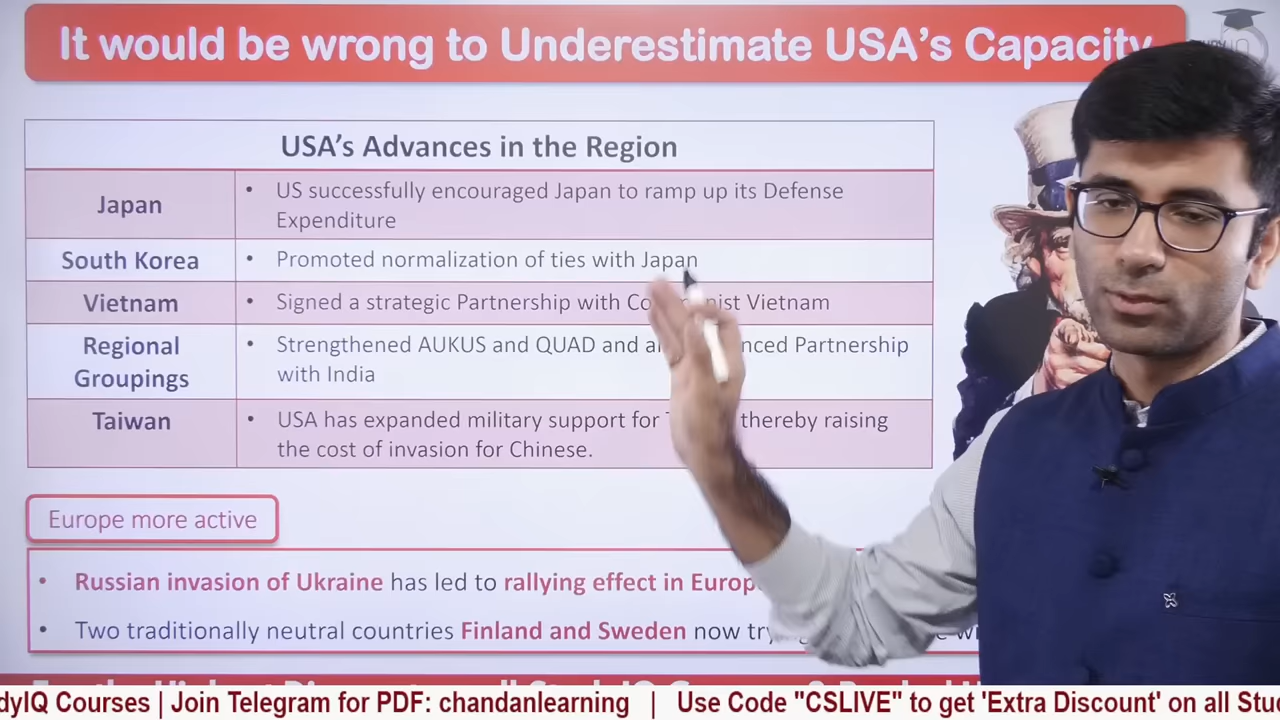 It would be wrong to Underestimate USA's Capacity
USA's Advances in the Region
Japan
• US successfully encouraged Japan to ramp up its Defense
Expenditure
South Korea
• Promoted normalization of ties with Japan
Vietnam
• Signed a strategic Partnership with Vietnam
Regional
Groupings
• Strengthened AUKUS and QUAD and Partnership
with India
Taiwan
• USA has expanded military support for thereby raising
the cost of invasion for Chinese.
Europe more active
• Russian invasion of Ukraine has led to rallying effect in
• Two traditionally neutral countries Finland and Sweden now
Courses | Join Telegram for PDF: chandanlearning | Use Code "CSLIVE" to get 'Extra Discount' on all